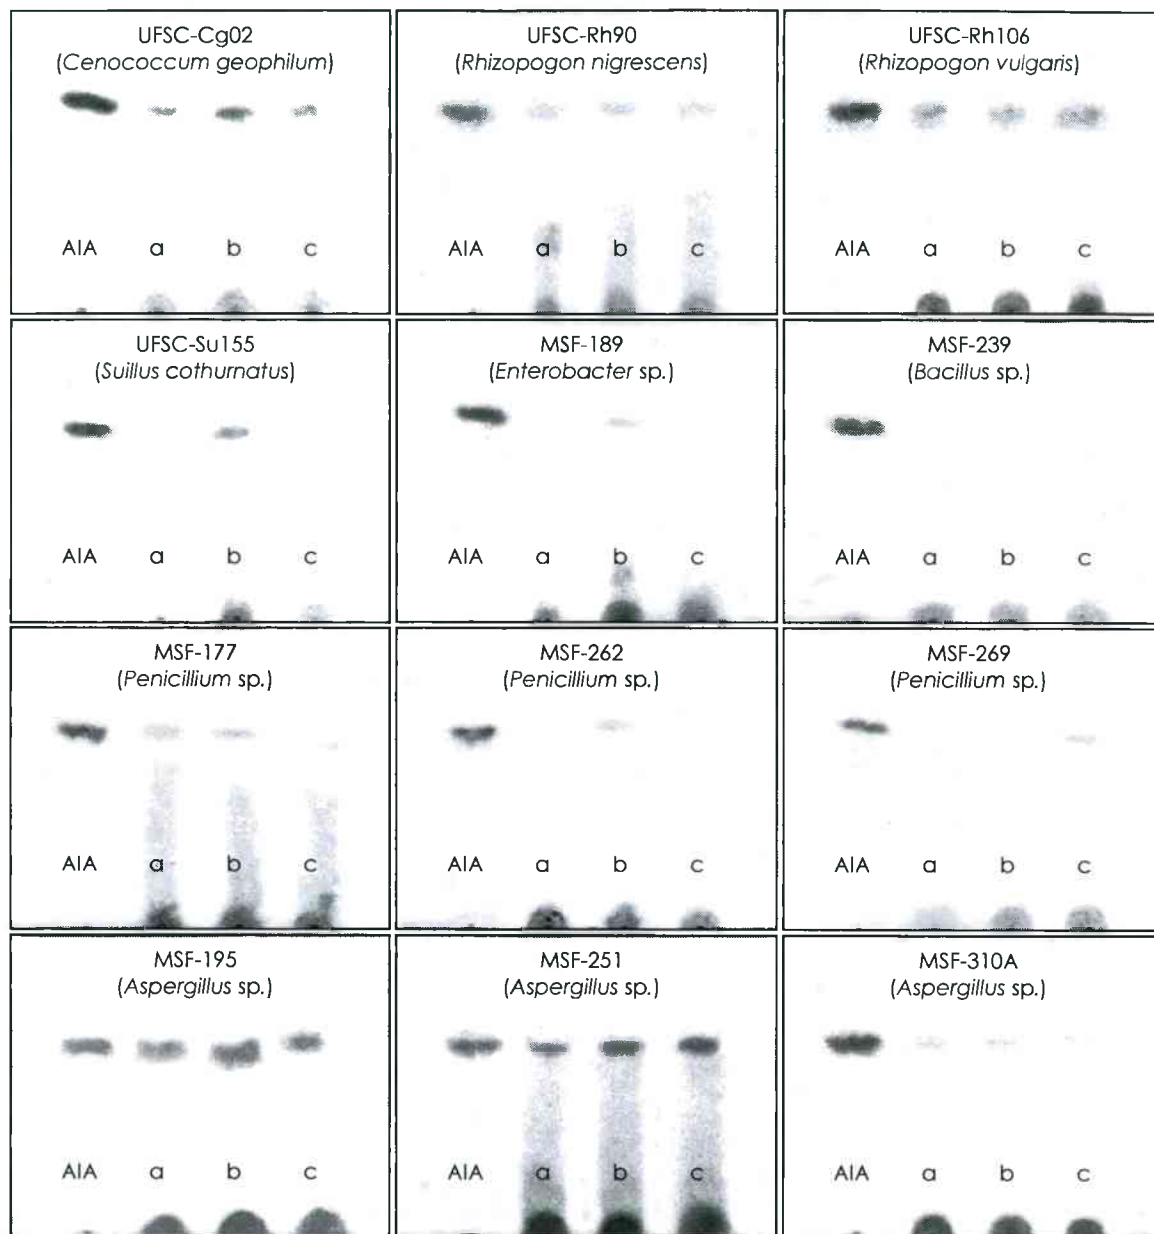 UFSC-Cg02
(Cenococcum geophilum)
AIA a b c
UFSC-Rh90
(Rhizopogon nigrescens)
AIA a b c
UFSC-Rh106
(Rhizopogon vulgaris)
AIA a b c
UFSC-Su155
(Suillus cothurnatus)
AIA a b c
MSF-189
(Enterobacter sp.)
AIA a b c
MSF-239
(Bacillus sp.)
AIA a b c
MSF-177
(Penicillium sp.)
AIA a b c
MSF-262
(Penicillium sp.)
AIA a b c
MSF-269
(Penicillium sp.)
AIA a b c
MSF-195
(Aspergillus sp.)
AIA a b c
MSF-251
(Aspergillus sp.)
AIA a b c
MSF-310A
(Aspergillus sp.)
AIA a b c